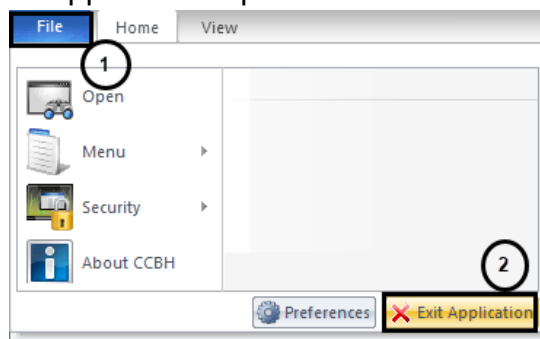 File Home View
1
Open
Menu
Security
About CCBH
2
Preferences Exit Application